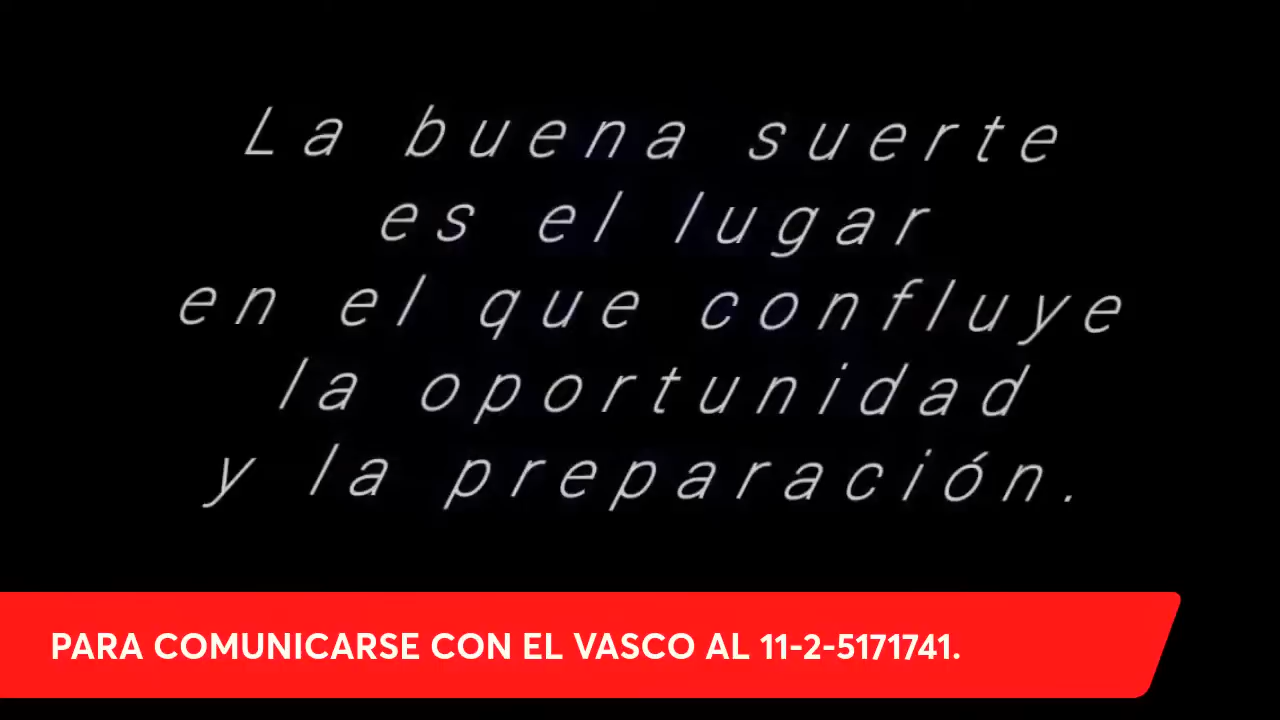 La buena suerte
es el lugar
en el que confluye
la oportunidad
y la preparación.
PARA COMUNICARSE CON EL VASCO AL 11-2-5171741.